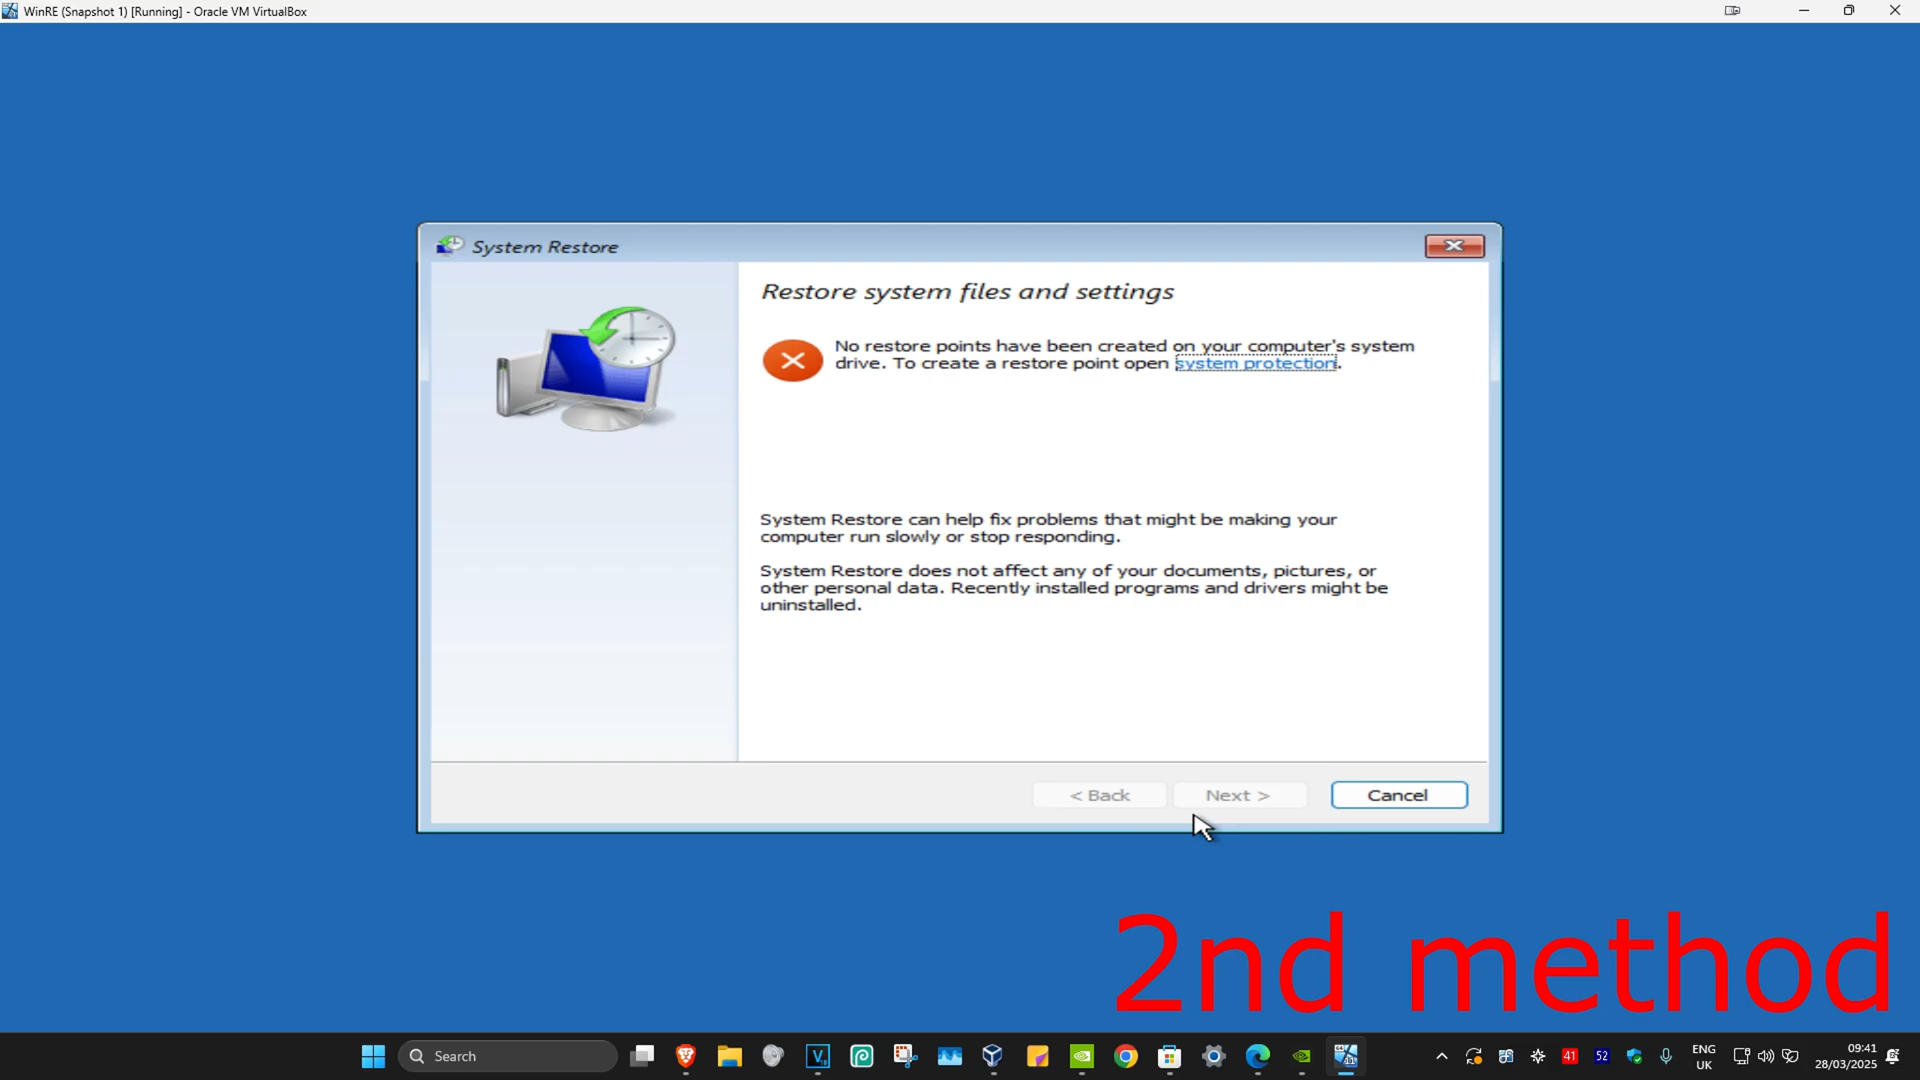 WinRE (Snapshot 1) [Running] - Oracle VM VirtualBox
System Restore
Restore system files and settings
No restore points have been created on your computer's system
drive. To create a restore point open system protection.
System Restore can help fix problems that might be making your
computer run slowly or stop responding.
System Restore does not affect any of your documents, pictures, or
other personal data. Recently installed programs and drivers might be
uninstalled.
< Back
Next >
Cancel
2nd method
Search
41
52
ENG
UK
09:41
28/03/2025